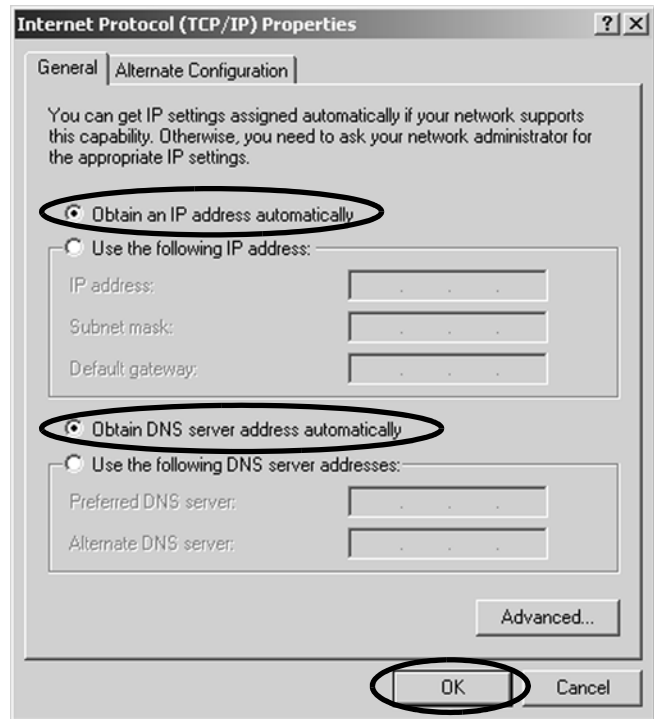 Internet Protocol (TCP/IP) Properties
General
Alternate Configuration
You can get IP settings assigned automatically if your network supports
this capability. Otherwise, you need to ask your network administrator for
the appropriate IP settings.
Obtain an IP address automatically
Use the following IP address:
IP address:
Subnet mask:
Default gateway:
Obtain DNS server address automatically
Use the following DNS server addresses:
Preferred DNS server:
Alternate DNS server:
Advanced...
OK
Cancel